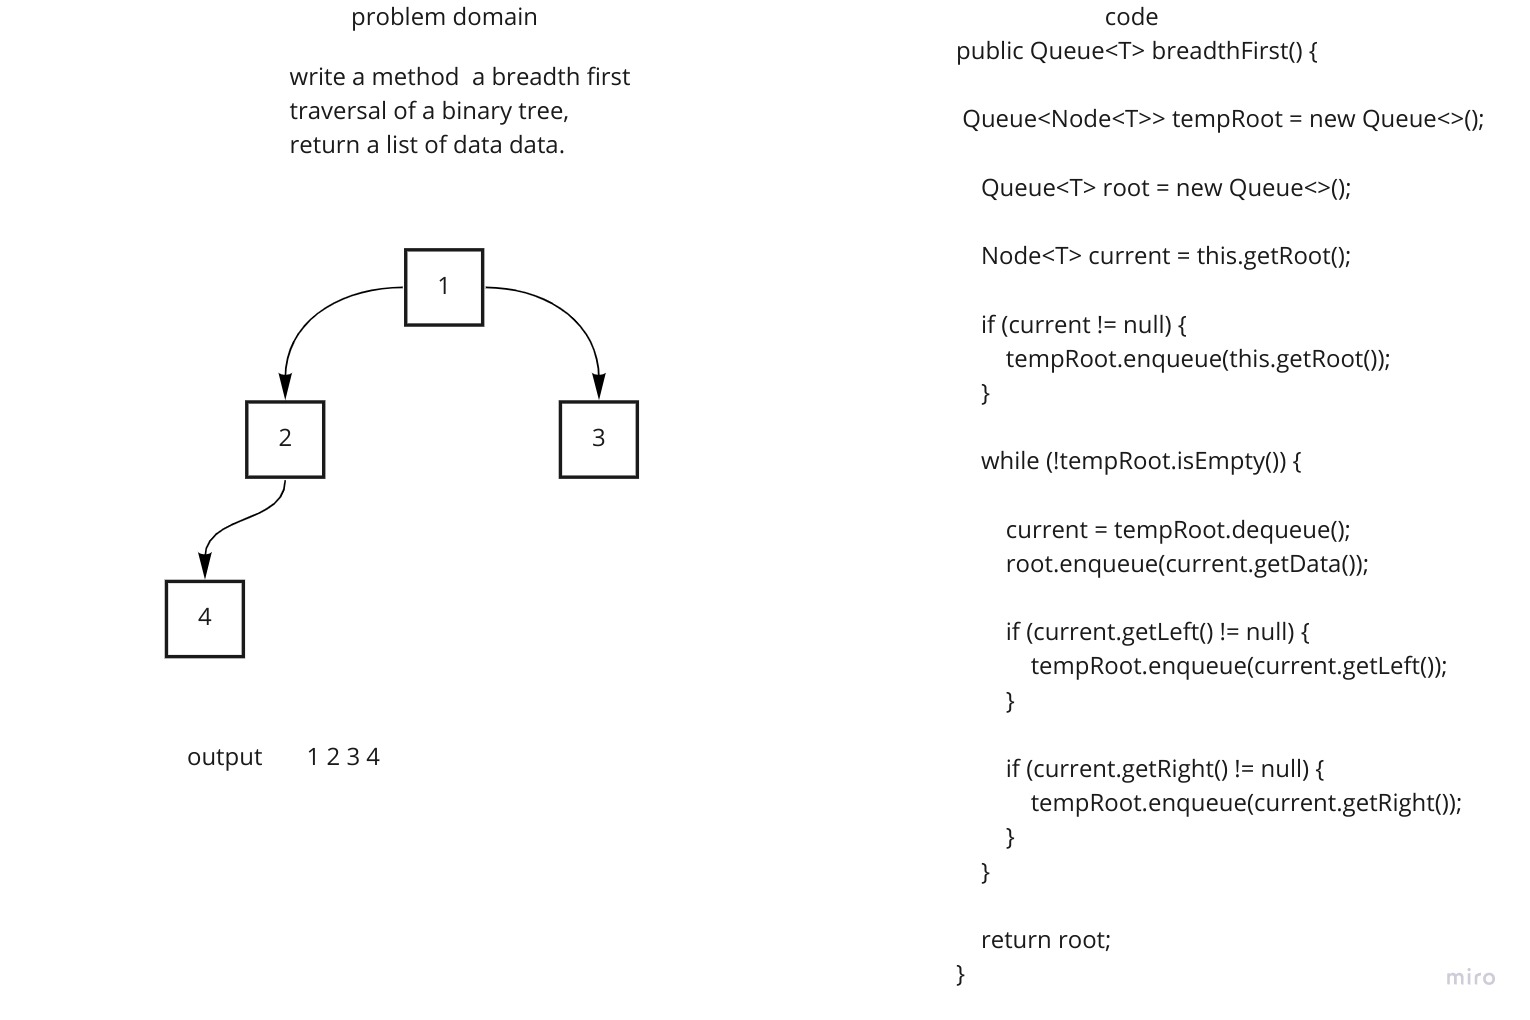 problem domain
write a method  a breadth first
traversal of a binary tree,
return a list of data data.
1
2
3
4
output 1 2 3 4
code
public Queue<T> breadthFirst() {
Queue<Node<T>> tempRoot = new Queue<>();
Queue<T> root = new Queue<>();
Node<T> current = this.getRoot();
if (current != null) {
tempRoot.enqueue(this.getRoot());
}
while (!tempRoot.isEmpty()) {
current = tempRoot.dequeue();
root.enqueue(current.getData());
if (current.getLeft() != null) {
tempRoot.enqueue(current.getLeft());
}
if (current.getRight() != null) {
tempRoot.enqueue(current.getRight());
}
}
return root;
}
miro